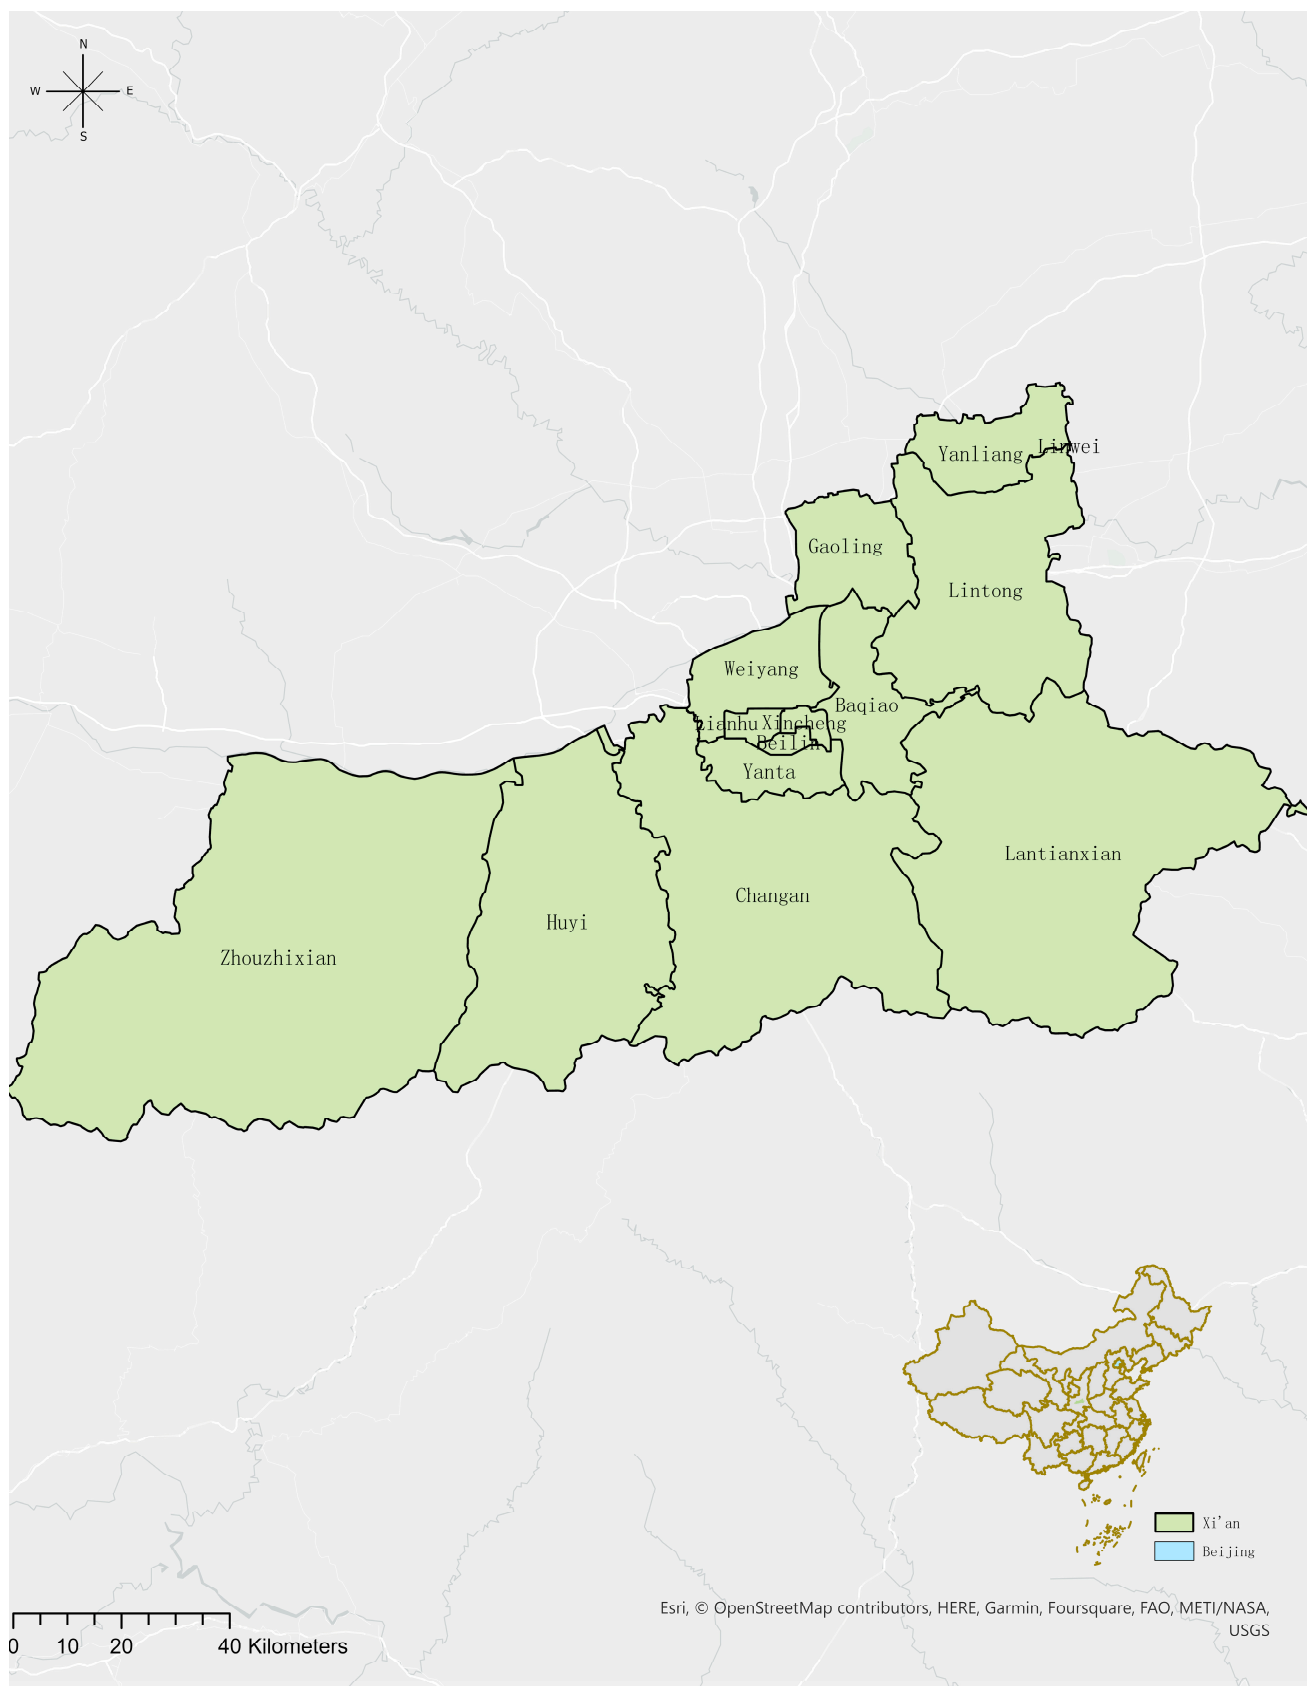 N
W E
S
Linwei
Yanliang
Gaoling
Lintong
Weiyang
Baqiao
Lianhu Xincheng
Beilin
Yanta
Lantianxian
Changan
Huyi
Zhouzhixian
Xi'an
Beijing
Esri, © OpenStreetMap contributors, HERE, Garmin, Foursquare, FAO, METI/NASA,
USGS
0 10 20 40 Kilometers